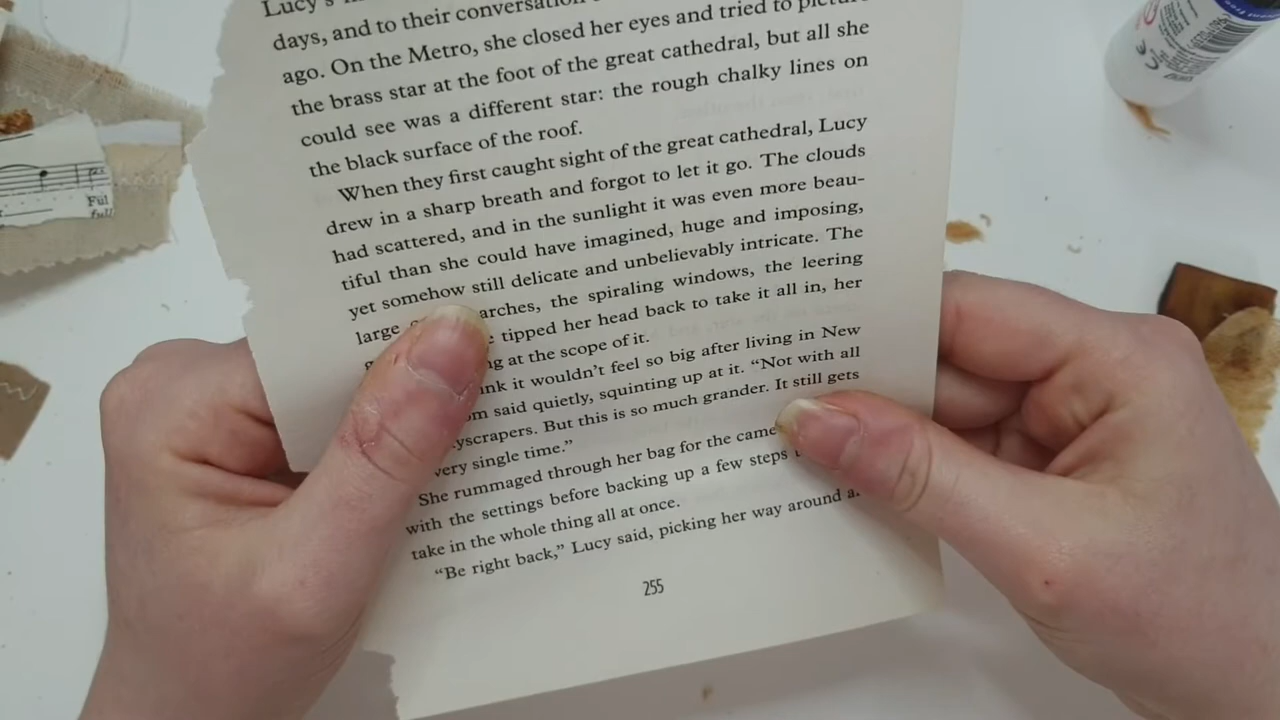 Lucy's
days, and to their conversation
ago. On the Metro, she closed her eyes and tried to picture
the brass star at the foot of the great cathedral, but all she
could see was a different star: the rough chalky lines on
the black surface of the roof.
When they first caught sight of the great cathedral, Lucy
drew in a sharp breath and forgot to let it go. The clouds
had scattered, and in the sunlight it was even more beau-
tiful than she could have imagined, huge and imposing,
yet somehow still delicate and unbelievably intricate. The
large arches, the spiraling windows, the leering
tipped her head back to take it all in, her
at the scope of it.
it wouldn't feel so big after living in New
said quietly, squinting up at it. “Not with all
yscrapers. But this is so much grander. It still gets
very single time.”
She rummaged through her bag for the came
with the settings before backing up a few steps
take in the whole thing all at once.
“Be right back,” Lucy said, picking her way around a
255
Ful
full